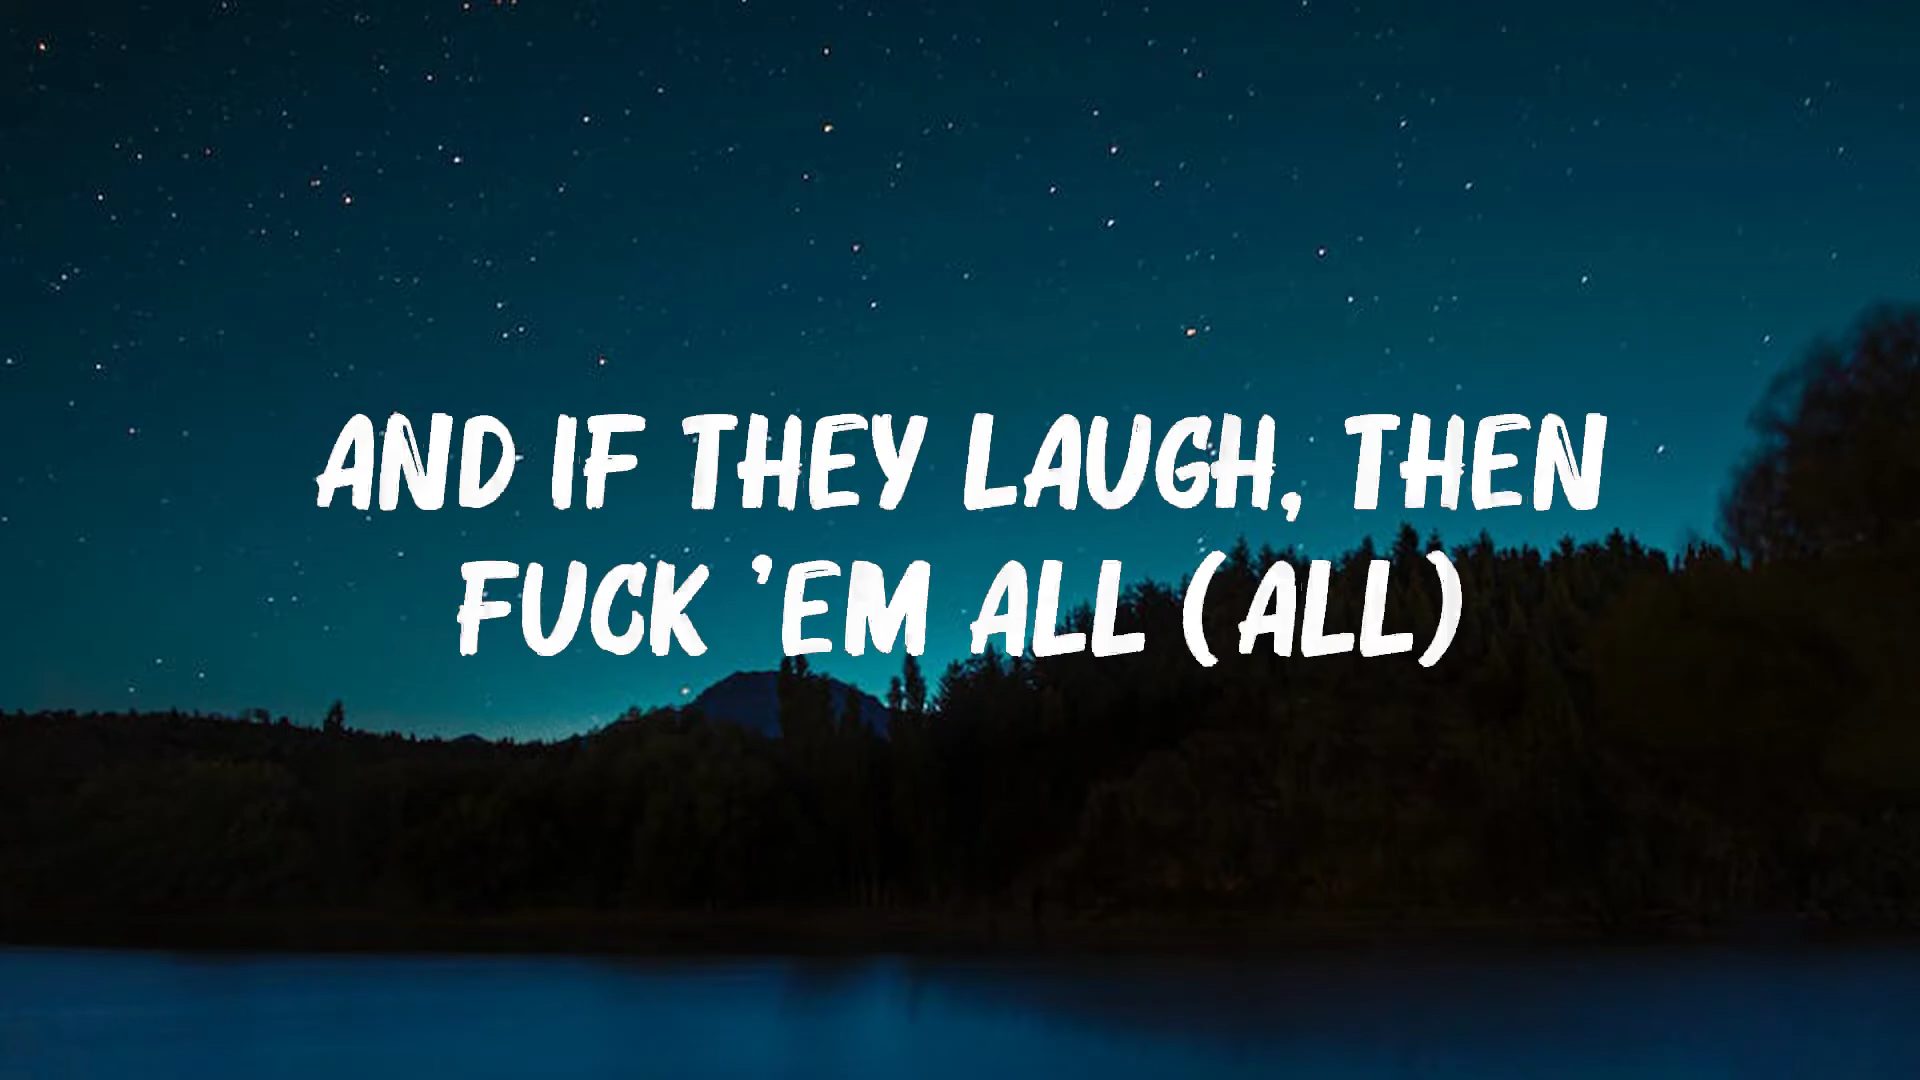 AND IF THEY LAUGH, THEN
FUCK 'EM ALL (ALL)